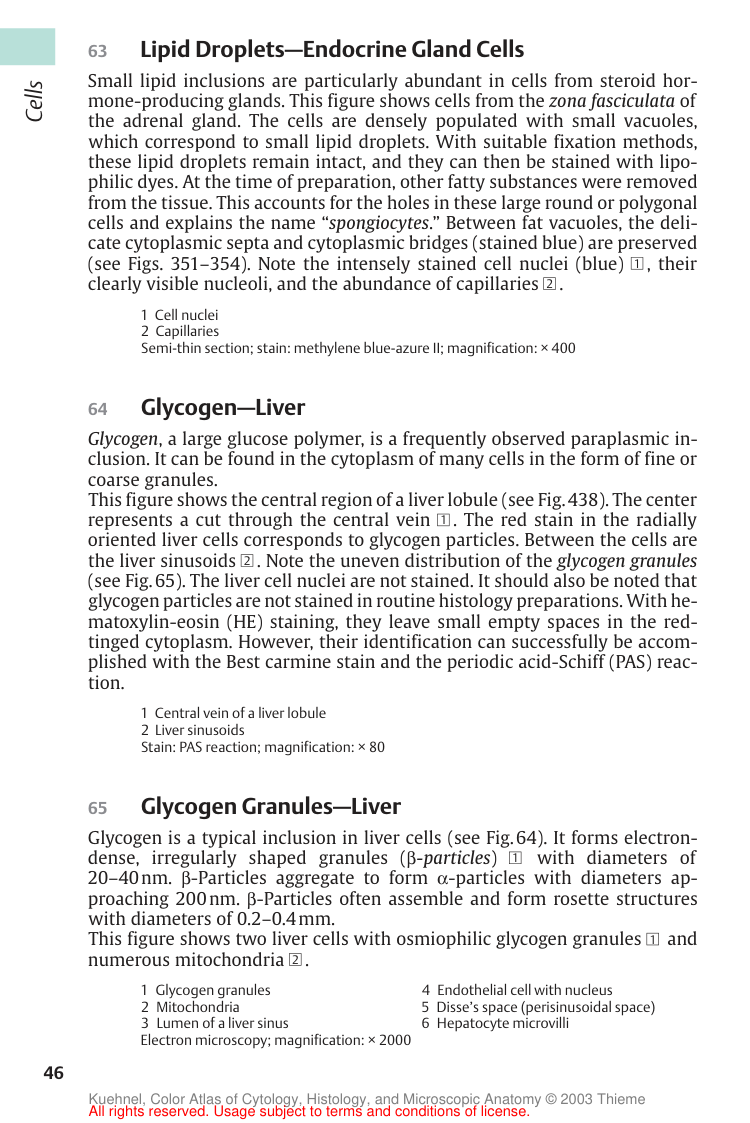 Cells
63 Lipid Droplets—Endocrine Gland Cells
Small lipid inclusions are particularly abundant in cells from steroid hor-
mone-producing glands. This figure shows cells from the zona fasciculata of
the adrenal gland. The cells are densely populated with small vacuoles,
which correspond to small lipid droplets. With suitable fixation methods,
these lipid droplets remain intact, and they can then be stained with lipo-
philic dyes. At the time of preparation, other fatty substances were removed
from the tissue. This accounts for the holes in these large round or polygonal
cells and explains the name “spongiocytes.” Between fat vacuoles, the deli-
cate cytoplasmic septa and cytoplasmic bridges (stained blue) are preserved
(see Figs. 351–354). Note the intensely stained cell nuclei (blue) 1, their
clearly visible nucleoli, and the abundance of capillaries 2.
1 Cell nuclei
2 Capillaries
Semi-thin section; stain: methylene blue-azure II; magnification: × 400
64 Glycogen—Liver
Glycogen, a large glucose polymer, is a frequently observed paraplasmic in-
clusion. It can be found in the cytoplasm of many cells in the form of fine or
coarse granules.
This figure shows the central region of a liver lobule (see Fig. 438). The center
represents a cut through the central vein 1. The red stain in the radially
oriented liver cells corresponds to glycogen particles. Between the cells are
the liver sinusoids 2. Note the uneven distribution of the glycogen granules
(see Fig. 65). The liver cell nuclei are not stained. It should also be noted that
glycogen particles are not stained in routine histology preparations. With he-
matoxylin-eosin (HE) staining, they leave small empty spaces in the red-
tinged cytoplasm. However, their identification can successfully be accom-
plished with the Best carmine stain and the periodic acid-Schiff (PAS) reac-
tion.
1 Central vein of a liver lobule
2 Liver sinusoids
Stain: PAS reaction; magnification: × 80
65 Glycogen Granules—Liver
Glycogen is a typical inclusion in liver cells (see Fig. 64). It forms electron-
dense, irregularly shaped granules (β-particles) 1 with diameters of
20–40 nm. β-Particles aggregate to form α-particles with diameters ap-
proaching 200 nm. β-Particles often assemble and form rosette structures
with diameters of 0.2–0.4 mm.
This figure shows two liver cells with osmiophilic glycogen granules 1 and
numerous mitochondria 2.
1 Glycogen granules
2 Mitochondria
3 Lumen of a liver sinus
4 Endothelial cell with nucleus
5 Disse’s space (perisinusoidal space)
6 Hepatocyte microvilli
Electron microscopy; magnification: × 2000
46
Kuehnel, Color Atlas of Cytology, Histology, and Microscopic Anatomy © 2003 Thieme
All rights reserved. Usage subject to terms and conditions of license.